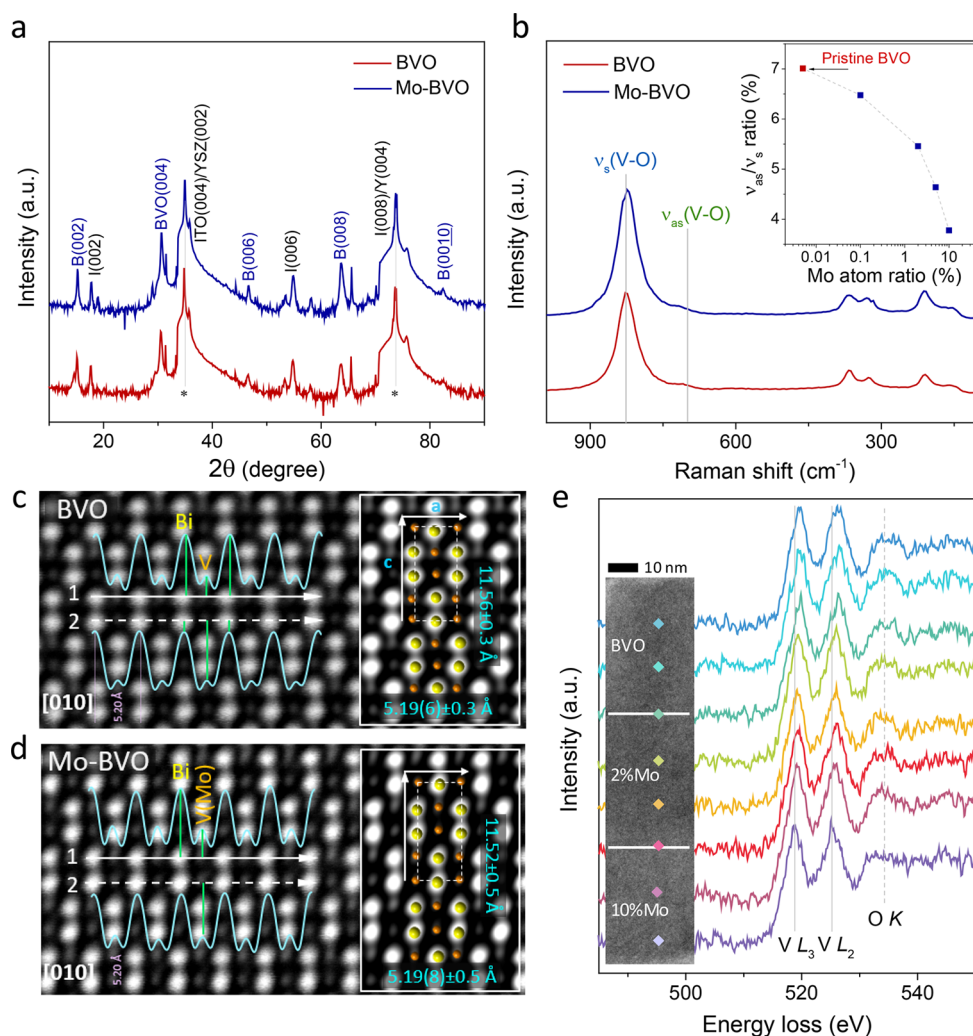 a
BVO
Mo-BVO
Intensity (a.u.)
B(002)
I(002)
BVO(004)
ITO(004)/YSZ(002)
B(006)
I(006)
B(008)
I(008)/Y(004)
B(0010)
*
*
10 20 40 60 80
2θ (degree)
b
BVO
Mo-BVO
Intensity (a.u.)
νs(V-O)
νas(V-O)
900 600 300
Raman shift (cm⁻¹)
Pristine BVO
νas/νs ratio (%)
7
6
5
4
0.01 0.1 1 10
Mo atom ratio (%)
c
BVO
Bi
V
1
2
[010]
5.20 Å
a
c
11.56±0.3 Å
5.19(6)±0.3 Å
d
Mo-BVO
Bi
V(Mo)
1
2
[010]
5.20 Å
11.52±0.5 Å
5.19(8)±0.5 Å
e
10 nm
BVO
2%Mo
10%Mo
Intensity (a.u.)
V L₃ V L₂
O K
500 520 540
Energy loss (eV)